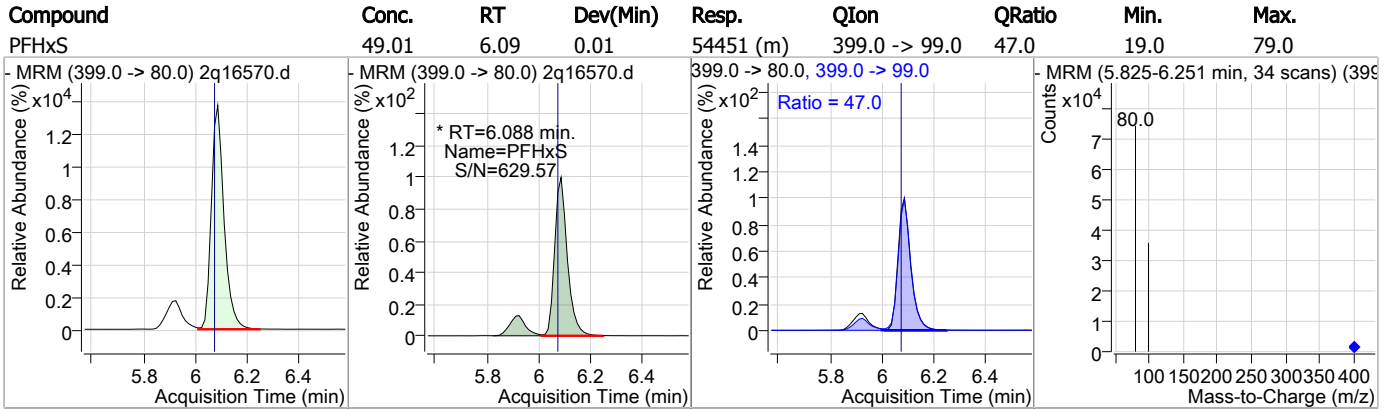 Compound Conc. RT Dev(Min) Resp. QIon QRatio Min. Max.
PFHxS 49.01 6.09 0.01 54451 (m) 399.0 -> 99.0 47.0 19.0 79.0
- MRM (399.0 -> 80.0) 2q16570.d
Relative Abundance (%)
x10⁴
1.2
1
0.8
0.6
0.4
0.2
0
5.8 6 6.2 6.4
Acquisition Time (min)
- MRM (399.0 -> 80.0) 2q16570.d
Relative Abundance (%)
x10²
* RT=6.088 min.
Name=PFHxS
S/N=629.57
1.2
1
0.8
0.6
0.4
0.2
0
5.8 6 6.2 6.4
Acquisition Time (min)
399.0 -> 80.0, 399.0 -> 99.0
Relative Abundance (%)
x10²
Ratio = 47.0
1.4
1.2
1
0.8
0.6
0.4
0.2
0
5.8 6 6.2 6.4
Acquisition Time (min)
- MRM (5.825-6.251 min, 34 scans) (399
Counts
x10⁴
80.0
7
6
5
4
3
2
1
0
100 150 200 250 300 350 400
Mass-to-Charge (m/z)